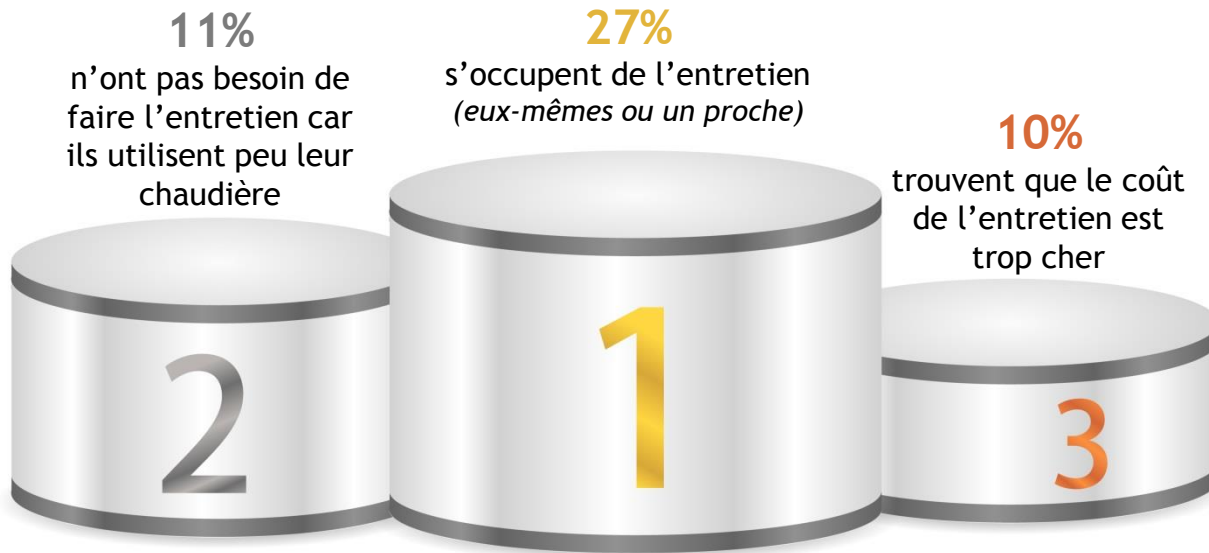 11%
n'ont pas besoin de
faire l'entretien car
ils utilisent peu leur
chaudière
2
27%
s'occupent de l'entretien
(eux-mêmes ou un proche)
1
10%
trouvent que le coût
de l'entretien est
trop cher
3